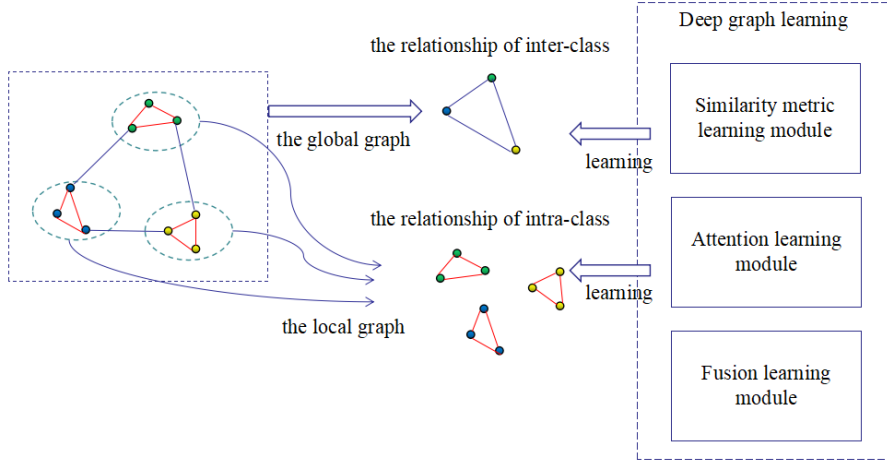 Deep graph learning
the relationship of inter-class
the global graph
Similarity metric
learning module
learning
the relationship of intra-class
Attention learning
module
learning
the local graph
Fusion learning
module